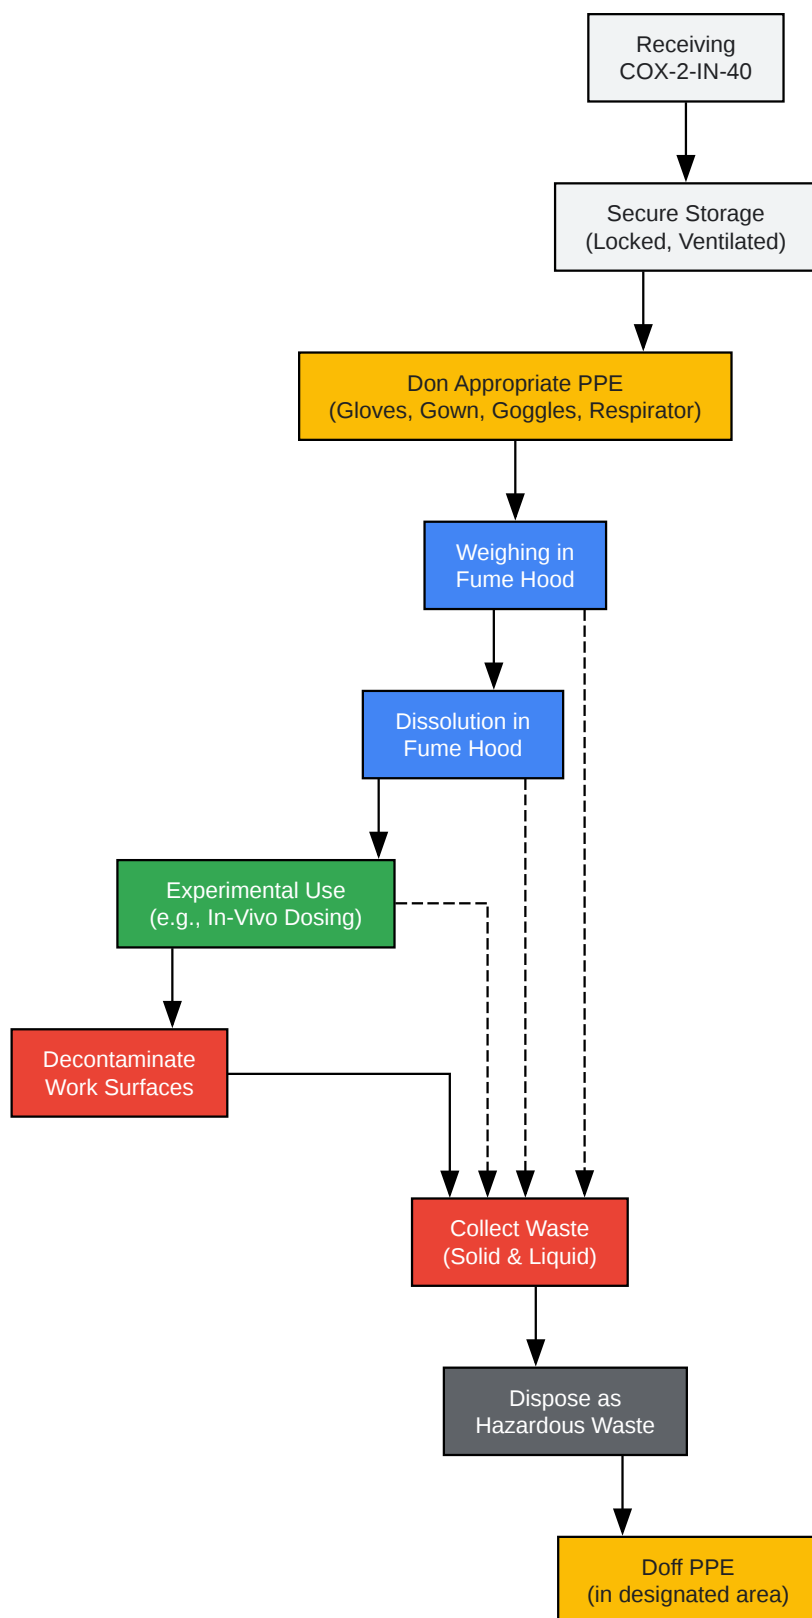 Receiving
COX-2-IN-40
Secure Storage
(Locked, Ventilated)
Don Appropriate PPE
(Gloves, Gown, Goggles, Respirator)
Weighing in
Fume Hood
Dissolution in
Fume Hood
Experimental Use
(e.g., In-Vivo Dosing)
Decontaminate
Work Surfaces
Collect Waste
(Solid & Liquid)
Dispose as
Hazardous Waste
Doff PPE
(in designated area)